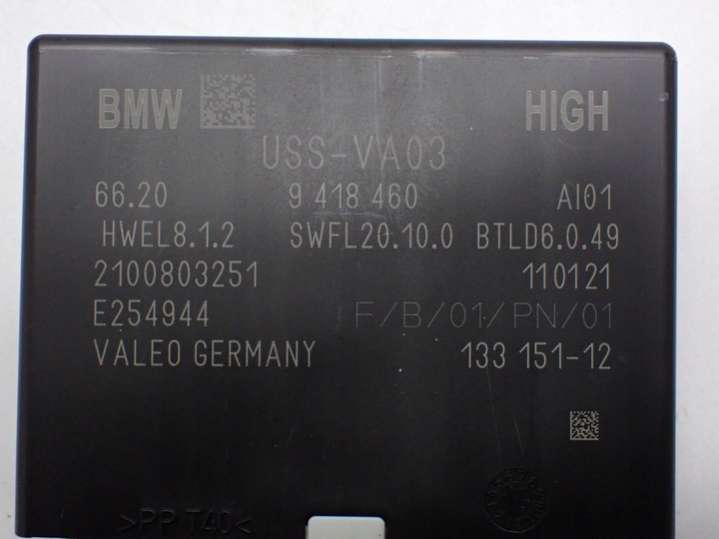 BMW HIGH
USS-VA03
66.20 9 418 460 AI01
HWEL8.1.2 SWFL20.10.0 BTLD6.0.49
2100803251 110121
E254944 F/B/01/PN/01
VALEO GERMANY 133 151-12
>PP T40<